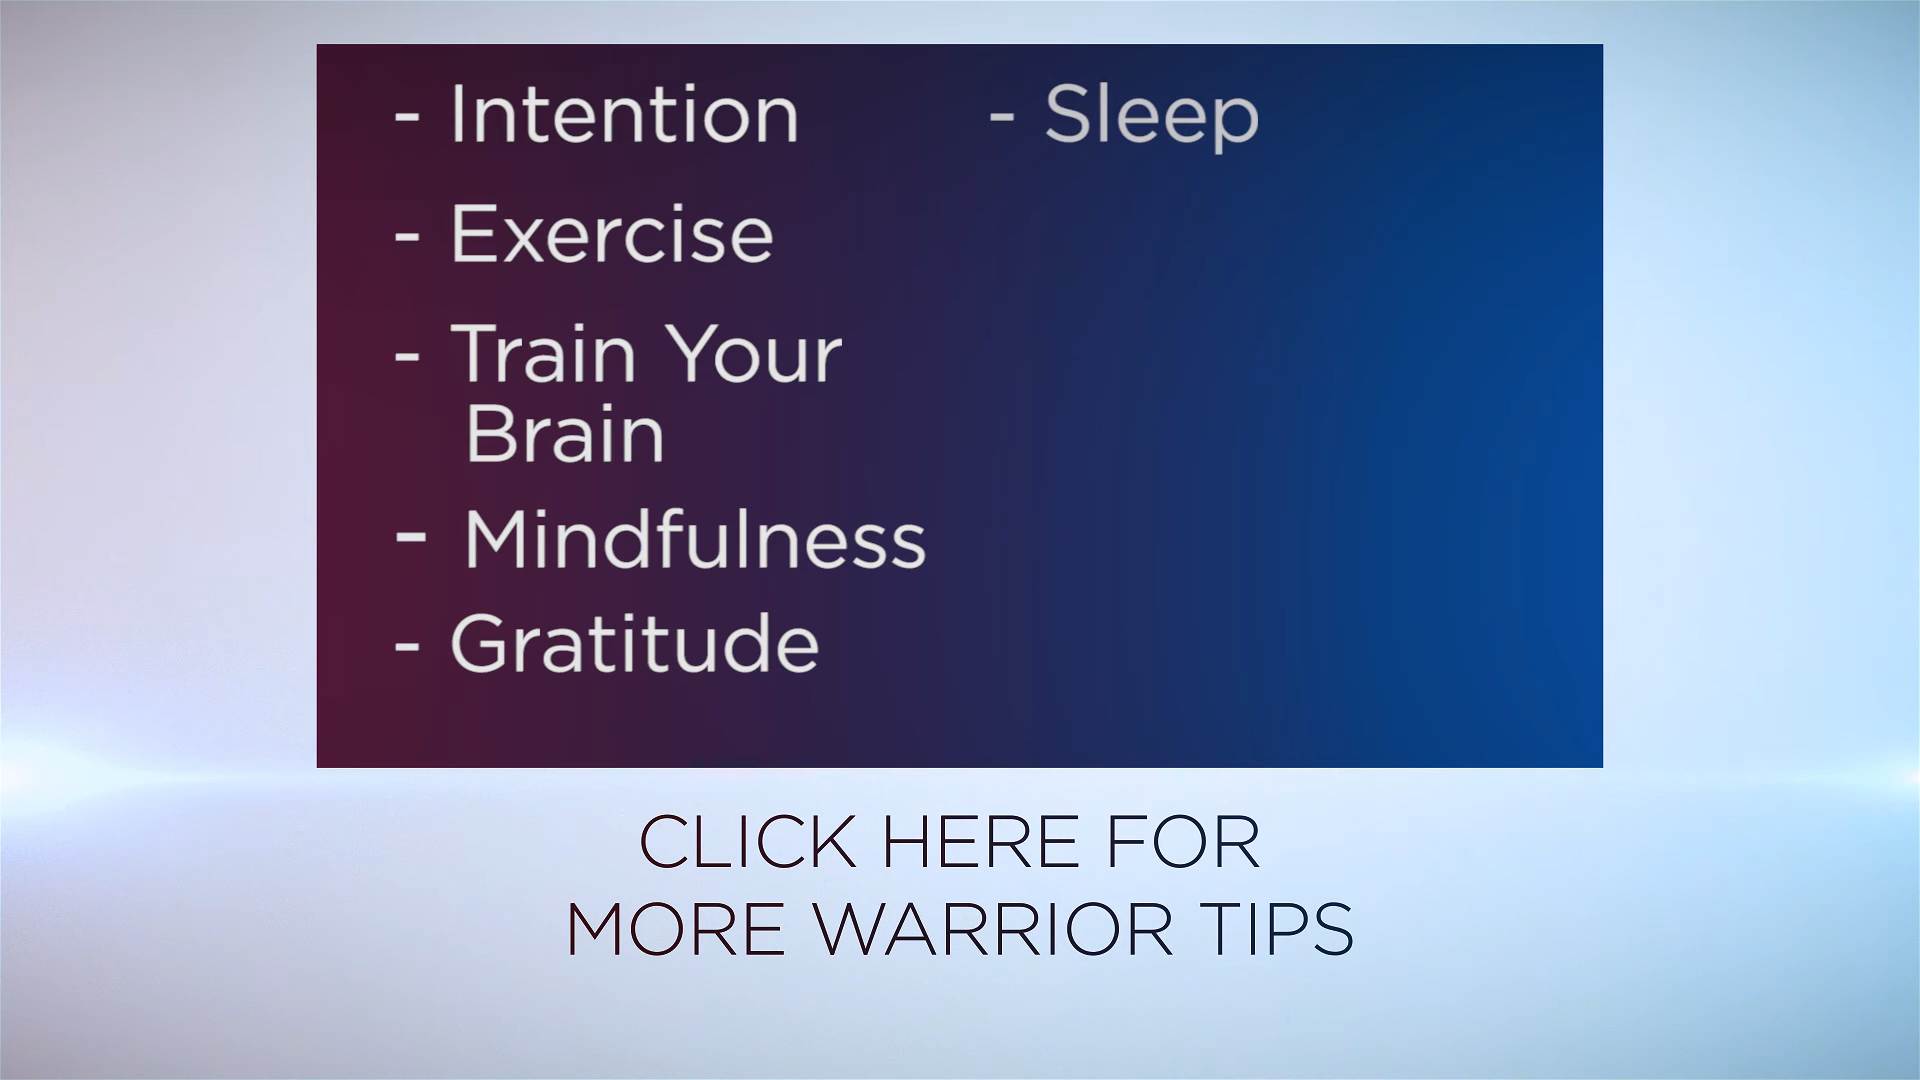 - Intention
- Exercise
- Train Your
Brain
- Mindfulness
- Gratitude
- Sleep
CLICK HERE FOR
MORE WARRIOR TIPS